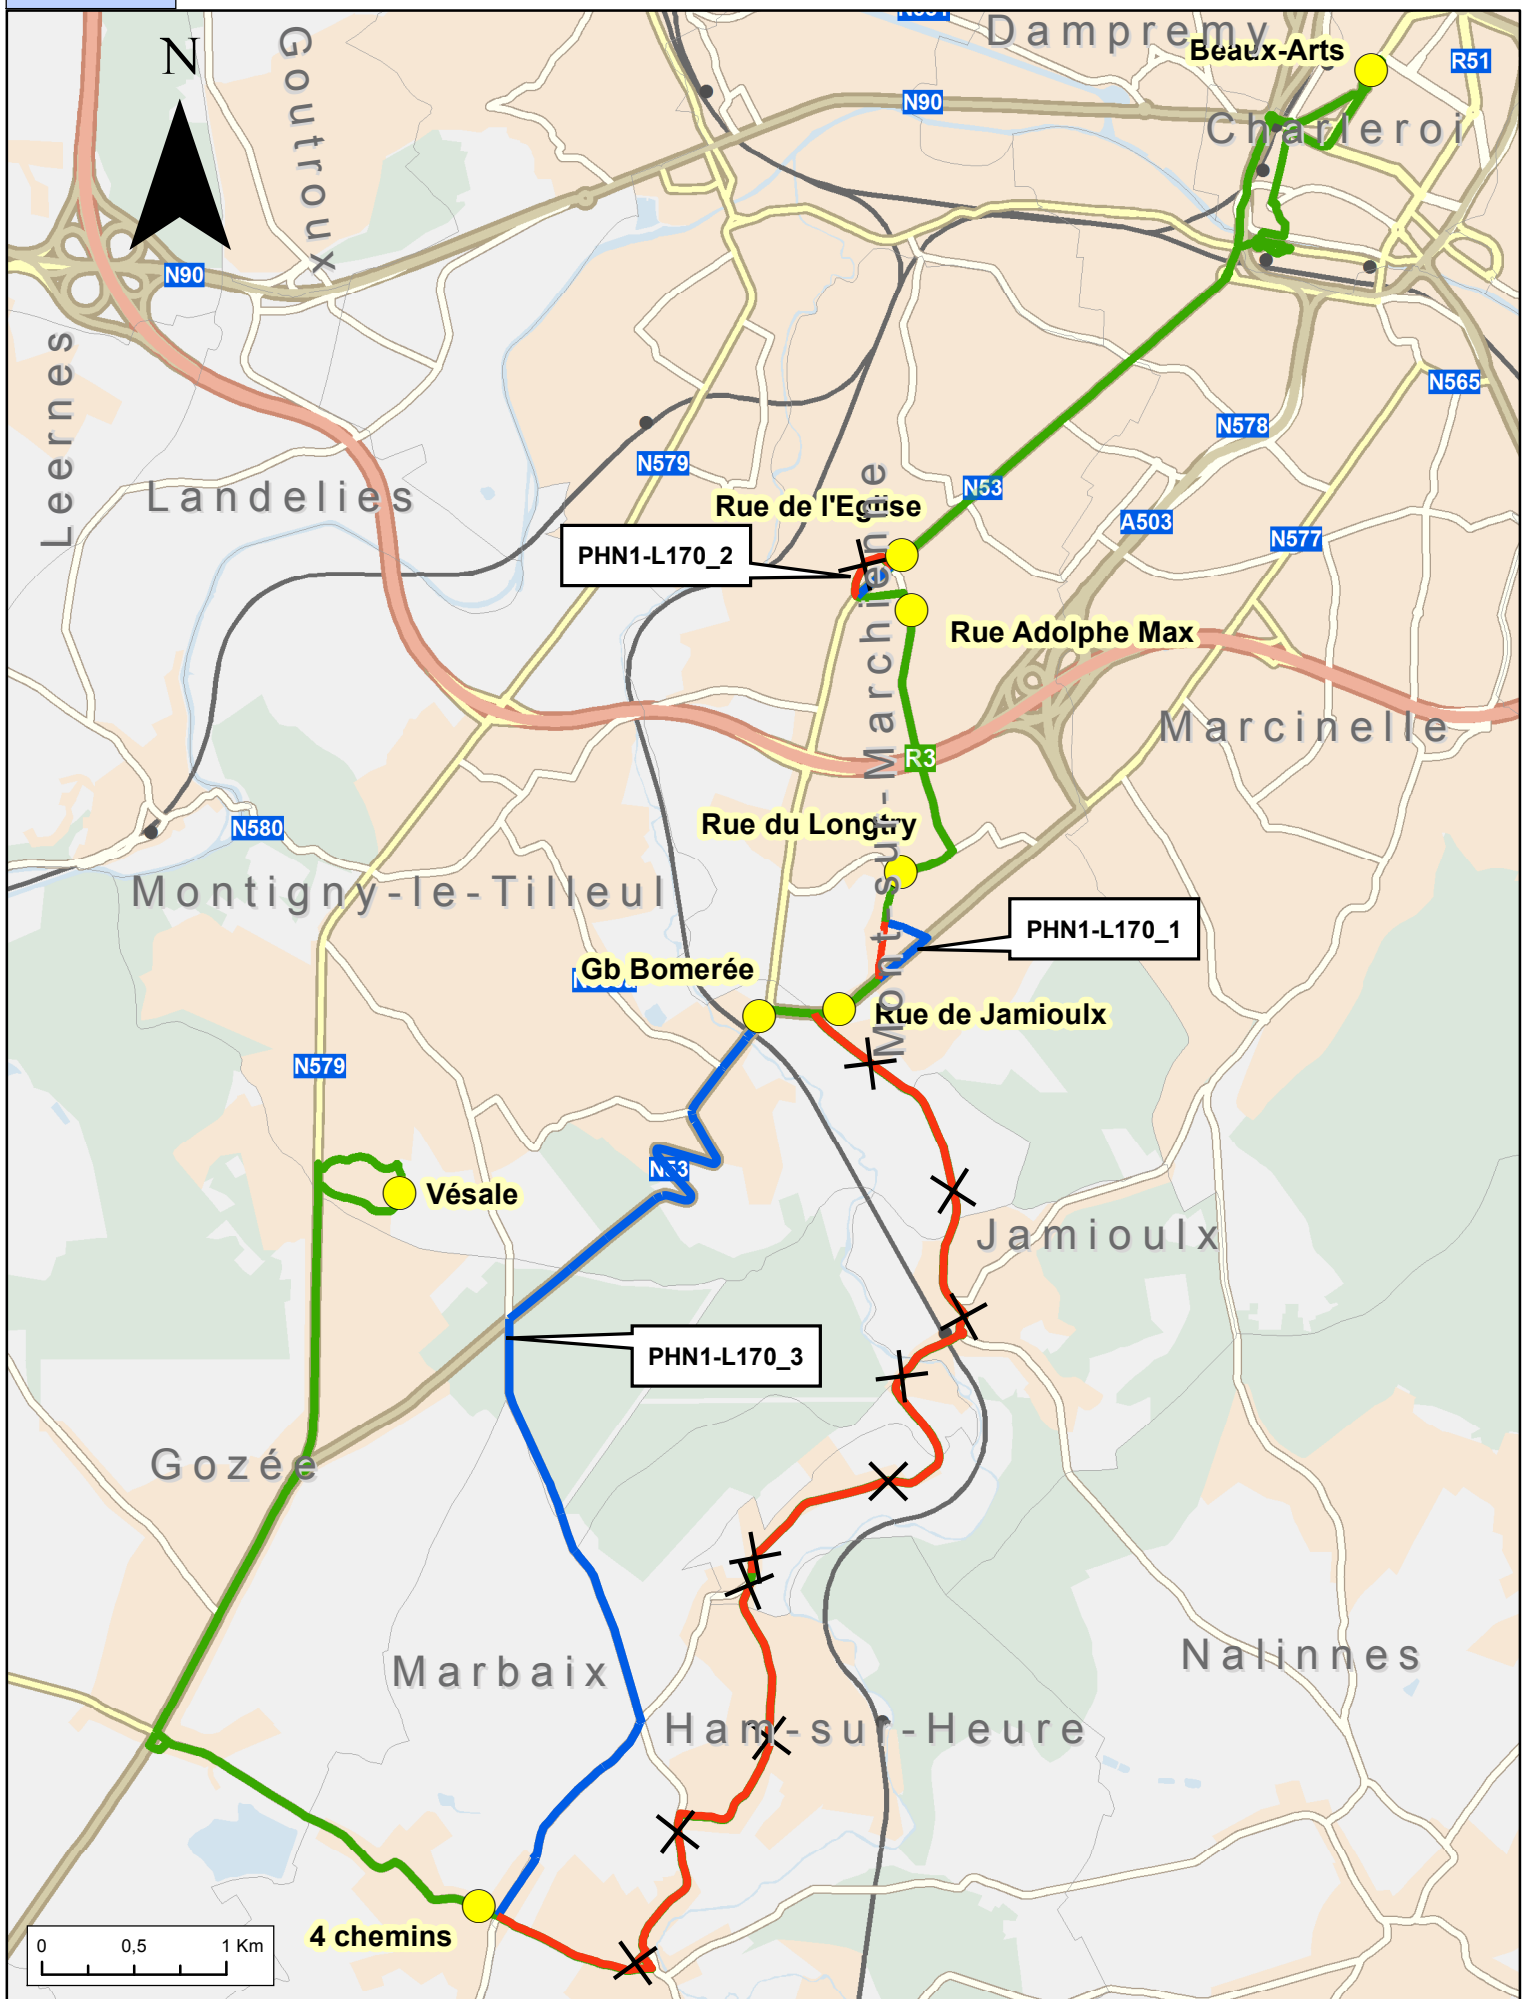 Dampremy
Beaux-Arts
R51
N
Goutroux
N90
Charleroi
N90
Leernes
N565
N578
N579
N53
Landelies
Rue de l'Eglise
A503
N577
PHN1-L170_2
Mont-sur-Marchienne
Rue Adolphe Max
Marcinelle
R3
N580
Rue du Longtry
Montigny-le-Tilleul
PHN1-L170_1
Gb Bomerée
Rue de Jamioulx
N579
N53
Vésale
Jamioulx
PHN1-L170_3
Gozée
Marbaix
Nalinnes
Ham-sur-Heure
4 chemins
0 0,5 1 Km